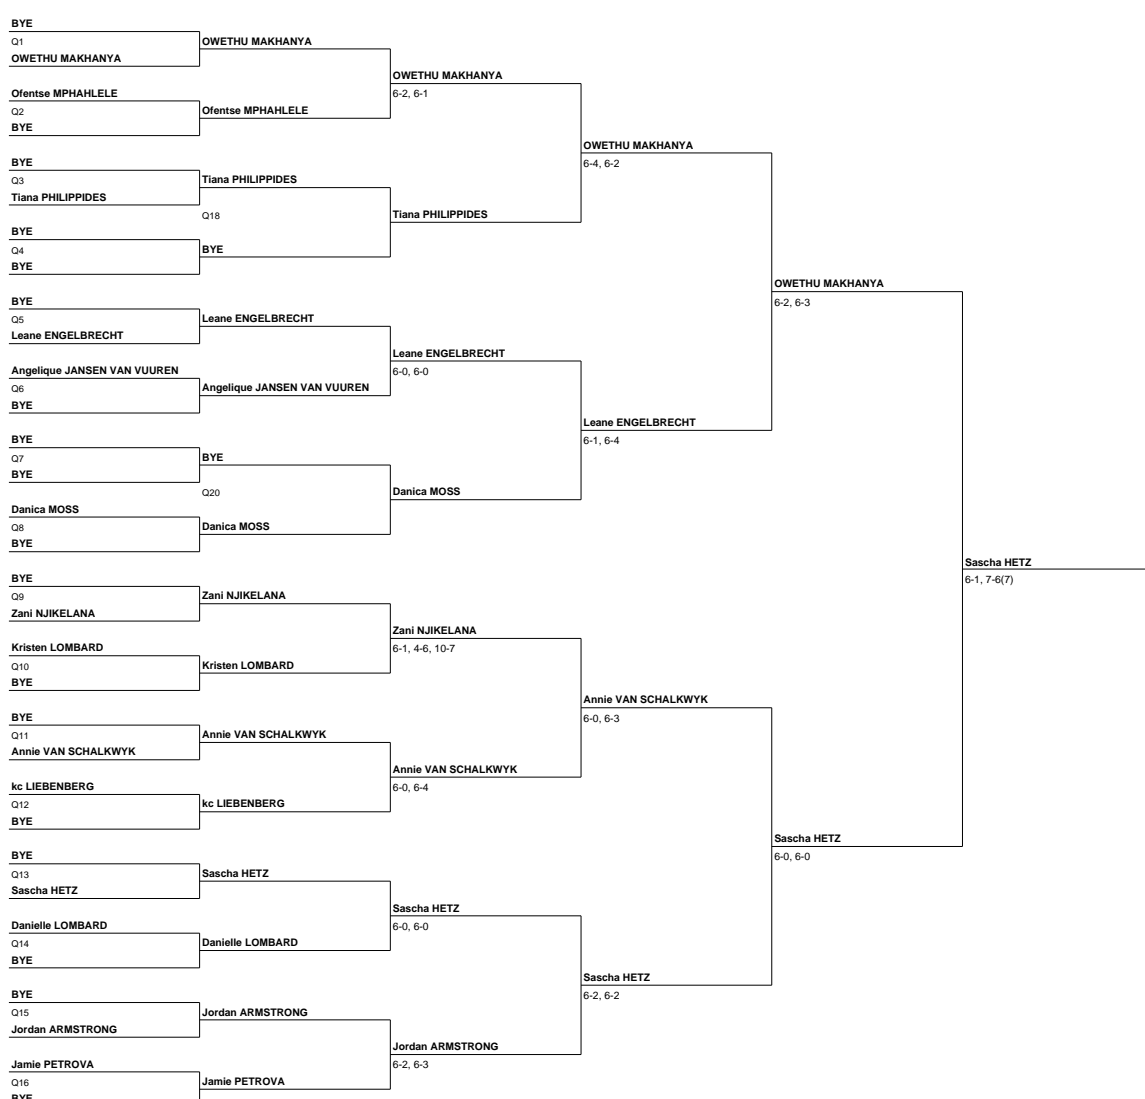 BYE
Q1
OWETHU MAKHANYA
Ofentse MPHAHLELE
Q2
BYE
BYE
Q3
Tiana PHILIPPIDES
BYE
Q4
BYE
BYE
Q5
Leane ENGELBRECHT
Angelique JANSEN VAN VUUREN
Q6
BYE
BYE
Q7
BYE
Danica MOSS
Q8
BYE
BYE
Q9
Zani NJIKELANA
Kristen LOMBARD
Q10
BYE
BYE
Q11
Annie VAN SCHALKWYK
kc LIEBENBERG
Q12
BYE
BYE
Q13
Sascha HETZ
Danielle LOMBARD
Q14
BYE
BYE
Q15
Jordan ARMSTRONG
Jamie PETROVA
Q16
BYE
OWETHU MAKHANYA
Ofentse MPHAHLELE
Tiana PHILIPPIDES
Q18
BYE
Leane ENGELBRECHT
Angelique JANSEN VAN VUUREN
BYE
Q20
Danica MOSS
Zani NJIKELANA
Kristen LOMBARD
Annie VAN SCHALKWYK
kc LIEBENBERG
Sascha HETZ
Danielle LOMBARD
Jordan ARMSTRONG
Jamie PETROVA
OWETHU MAKHANYA
6-2, 6-1
Tiana PHILIPPIDES
Leane ENGELBRECHT
6-0, 6-0
Danica MOSS
Zani NJIKELANA
6-1, 4-6, 10-7
Annie VAN SCHALKWYK
6-0, 6-4
Sascha HETZ
6-0, 6-0
Jordan ARMSTRONG
6-2, 6-3
OWETHU MAKHANYA
6-4, 6-2
Leane ENGELBRECHT
6-1, 6-4
Annie VAN SCHALKWYK
6-0, 6-3
Sascha HETZ
6-2, 6-2
OWETHU MAKHANYA
6-2, 6-3
Sascha HETZ
6-0, 6-0
Sascha HETZ
6-1, 7-6(7)